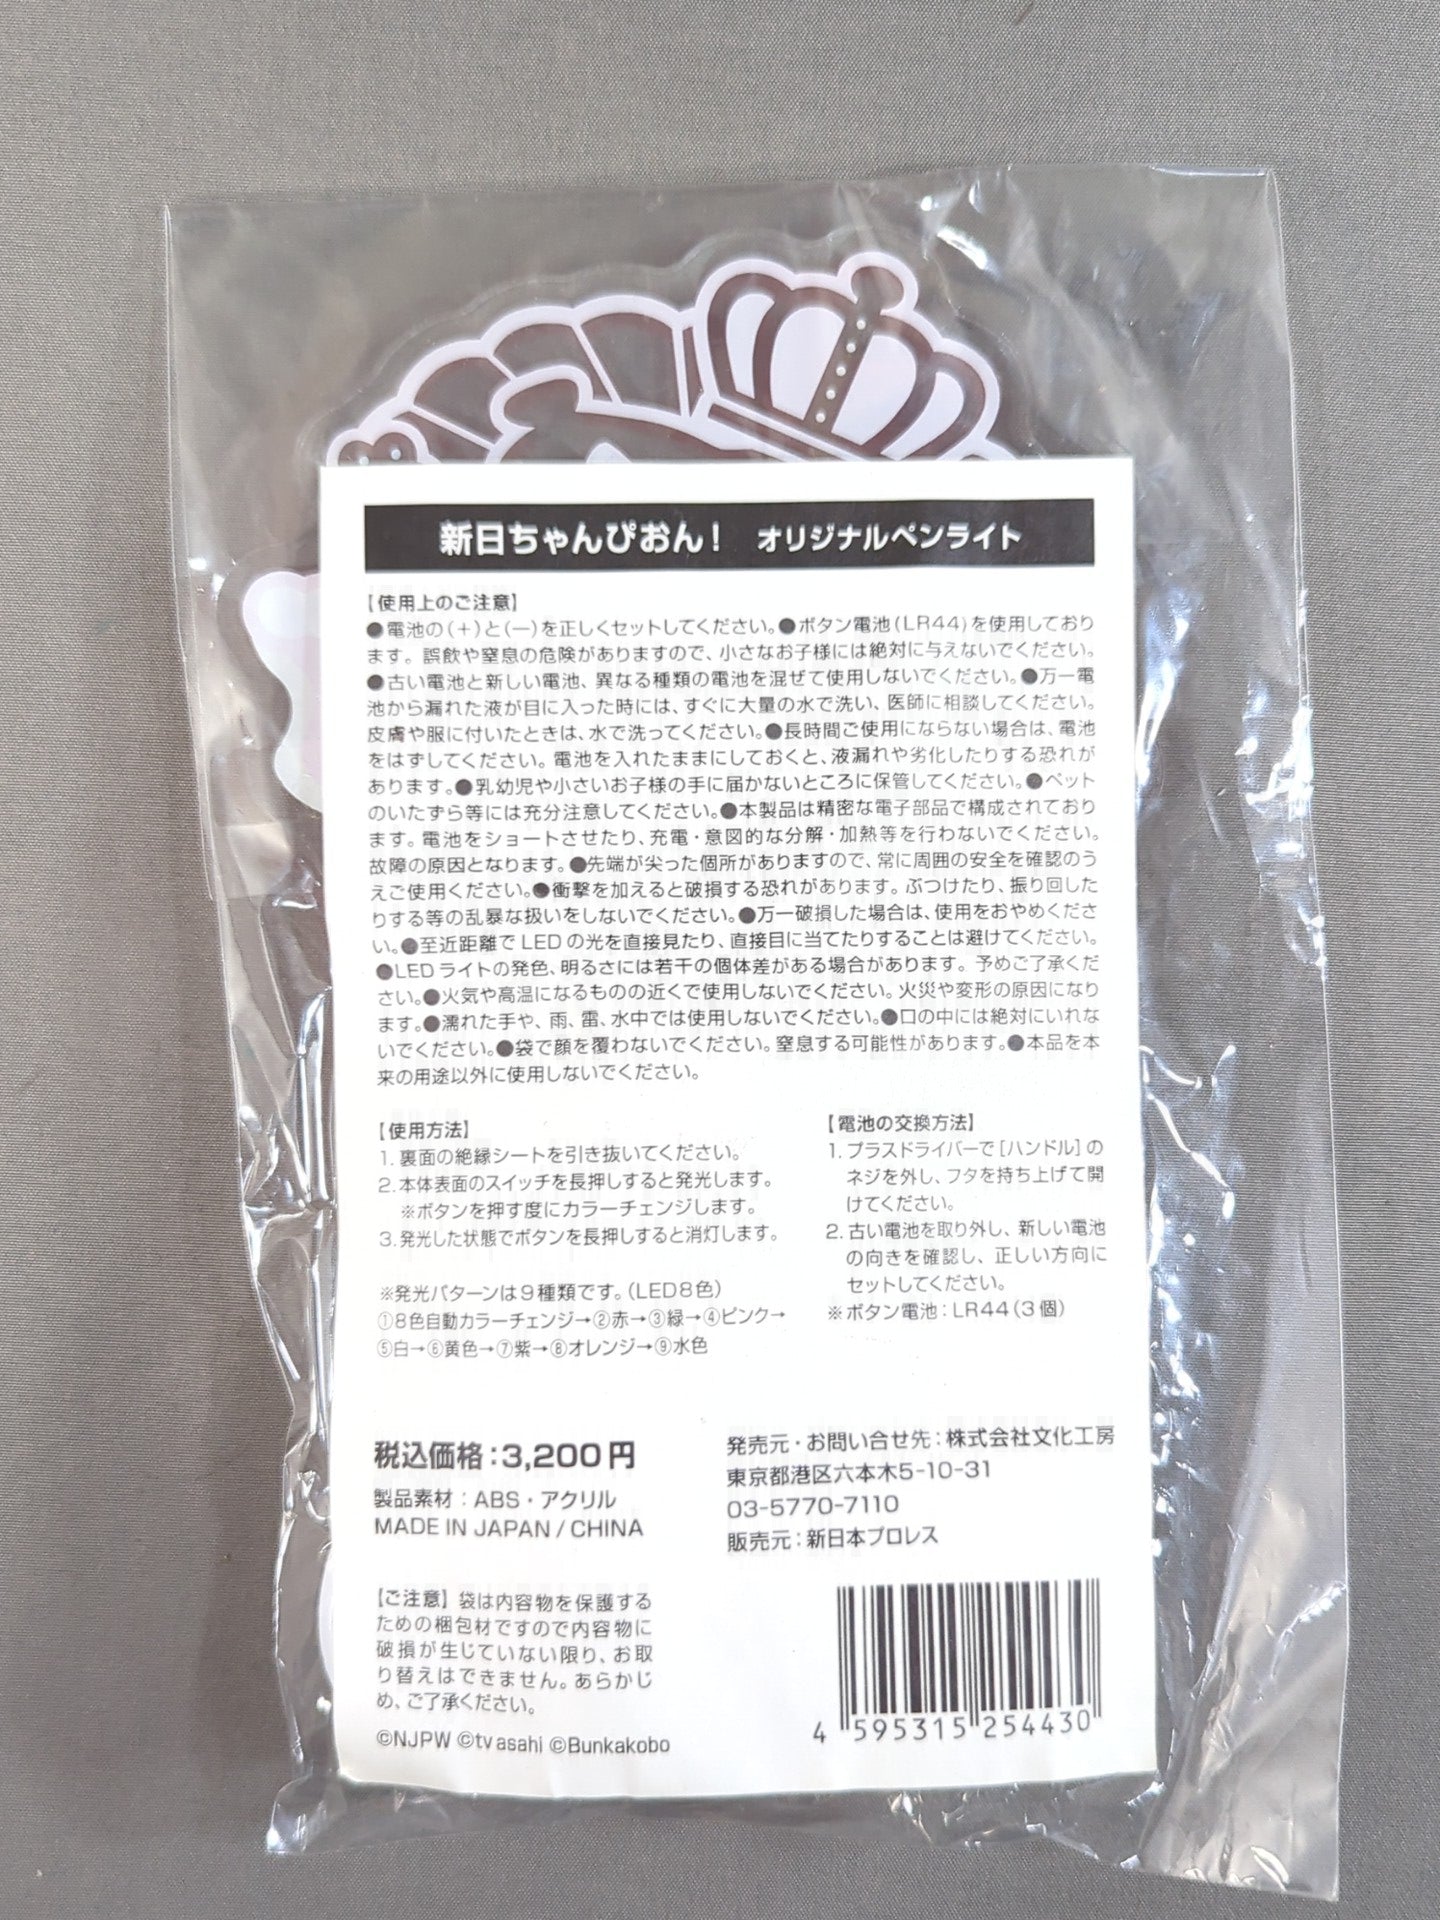 新日ちゃんぴおん！ オリジナルペンライト
【使用上のご注意】
●電池の(＋)と(ー)を正しくセットしてください。●ボタン電池(LR44)を使用しており
ます。誤飲や窒息の危険がありますので、小さなお子様には絶対に与えないでください。
●古い電池と新しい電池、異なる種類の電池を混ぜて使用しないでください。●万一電
池から漏れた液が目に入った時には、すぐに大量の水で洗い、医師に相談してください。
皮膚や服に付いたときは、水で洗ってください。●長時間ご使用にならない場合は、電池
をはずしてください。電池を入れたままにしておくと、液漏れや劣化したりする恐れが
あります。●乳幼児や小さいお子様の手に届かないところに保管してください。●ペット
のいたずら等には充分注意してください。●本製品は精密な電子部品で構成されており
ます。電池をショートさせたり、充電・意図的な分解・加熱等を行わないでください。
故障の原因となります。●先端が尖った個所がありますので、常に周囲の安全を確認のう
えご使用ください。●衝撃を加えると破損する恐れがあります。ぶつけたり、振り回した
りする等の乱暴な扱いをしないでください。●万一破損した場合は、使用をおやめくださ
い。●至近距離でLEDの光を直接見たり、直接目に当てたりすることは避けてください。
●LEDライトの発色、明るさには若干の個体差がある場合があります。予めご了承くだ
さい。●火気や高温になるものの近くで使用しないでください。火災や変形の原因になり
ます。●濡れた手や、雨、雷、水中では使用しないでください。●口の中には絶対にいれな
いでください。●袋で顔を覆わないでください。窒息する可能性があります。●本品を本
来の用途以外に使用しないでください。
【使用方法】
1. 裏面の絶縁シートを引き抜いてください。
2. 本体表面のスイッチを長押しすると発光します。
※ボタンを押す度にカラーチェンジします。
3. 発光した状態でボタンを長押しすると消灯します。
※発光パターンは9種類です。(LED8色)
①8色自動カラーチェンジ→②赤→③緑→④ピンク→
⑤白→⑥黄色→⑦紫→⑧オレンジ→⑨水色
【電池の交換方法】
1. プラスドライバーで[ハンドル]の
ネジを外し、フタを持ち上げて開
けてください。
2. 古い電池を取り外し、新しい電池
の向きを確認し、正しい方向に
セットしてください。
※ボタン電池：LR44(3個)
税込価格：3,200円
製品素材：ABS・アクリル
MADE IN JAPAN / CHINA
発売元・お問い合せ先：株式会社文化工房
東京都港区六本木5-10-31
03-5770-7110
販売元：新日本プロレス
【ご注意】袋は内容物を保護する
ための梱包材ですので内容物に
破損が生じていない限り、お取
り替えはできません。あらかじ
め、ご了承ください。
©NJPW ©tv asahi ©Bunkakobo
4 595315 254430